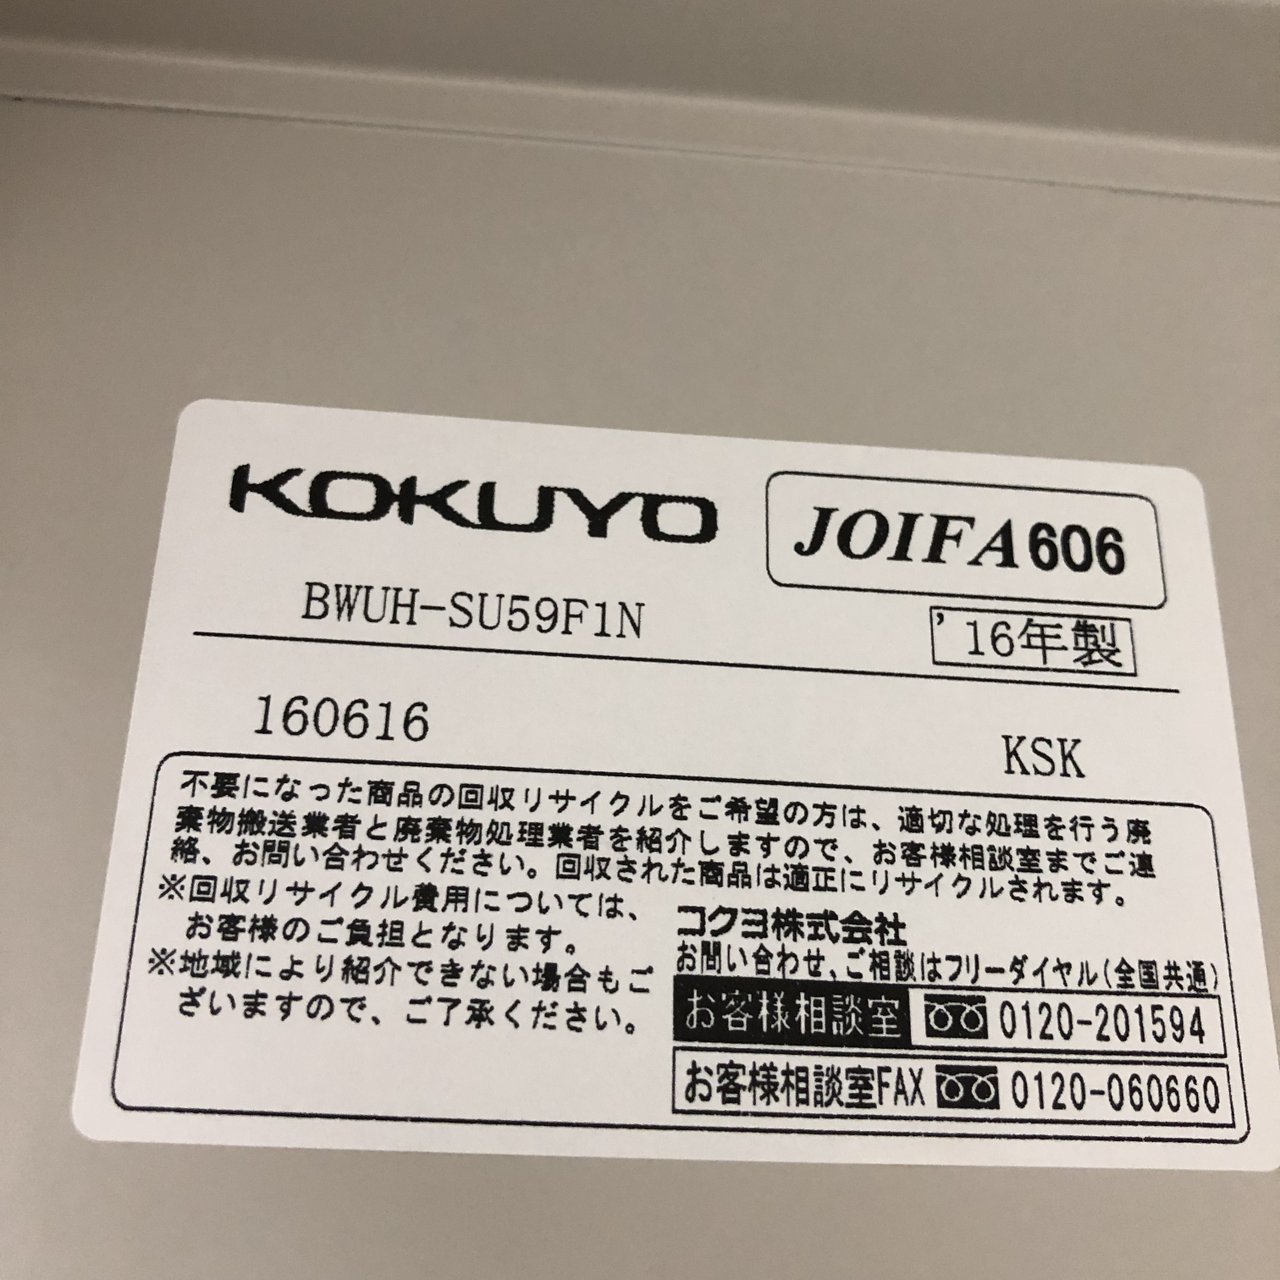 KOKUYO
JOIFA606
BWUH-SU59F1N
'16年製
160616
KSK
不要になった商品の回収リサイクルをご希望の方は、適切な処理を行う廃
棄物搬送業者と廃棄物処理業者を紹介しますので、お客様相談室までご連
絡、お問い合わせください。回収された商品は適正にリサイクルされます。
※回収リサイクル費用については、
お客様のご負担となります。
※地域により紹介できない場合もご
ざいますので、ご了承ください。
コクヨ株式会社
お問い合わせ、ご相談はフリーダイヤル(全国共通)
お客様相談室 0120-201594
お客様相談室FAX 0120-060660